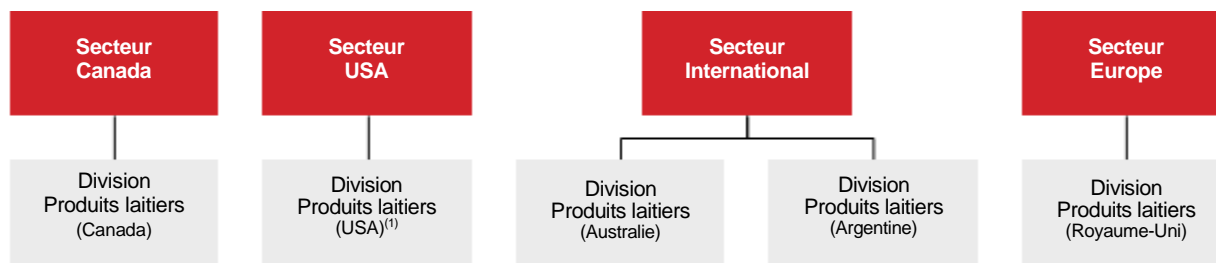 Secteur
Canada
Secteur
USA
Secteur
International
Secteur
Europe
Division
Produits laitiers
(Canada)
Division
Produits laitiers
(USA)(1)
Division
Produits laitiers
(Australie)
Division
Produits laitiers
(Argentine)
Division
Produits laitiers
(Royaume-Uni)